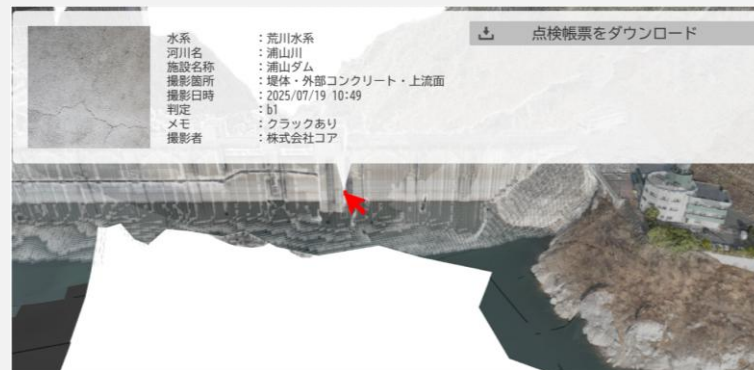 点検帳票をダウンロード
水系 ：荒川水系
河川名 ：浦山川
施設名称 ：浦山ダム
撮影箇所 ：堤体・外部コンクリート・上流面
撮影日時 ：2025/07/19 10:49
判定 ：b1
メモ ：クラックあり
撮影者 ：株式会社コア